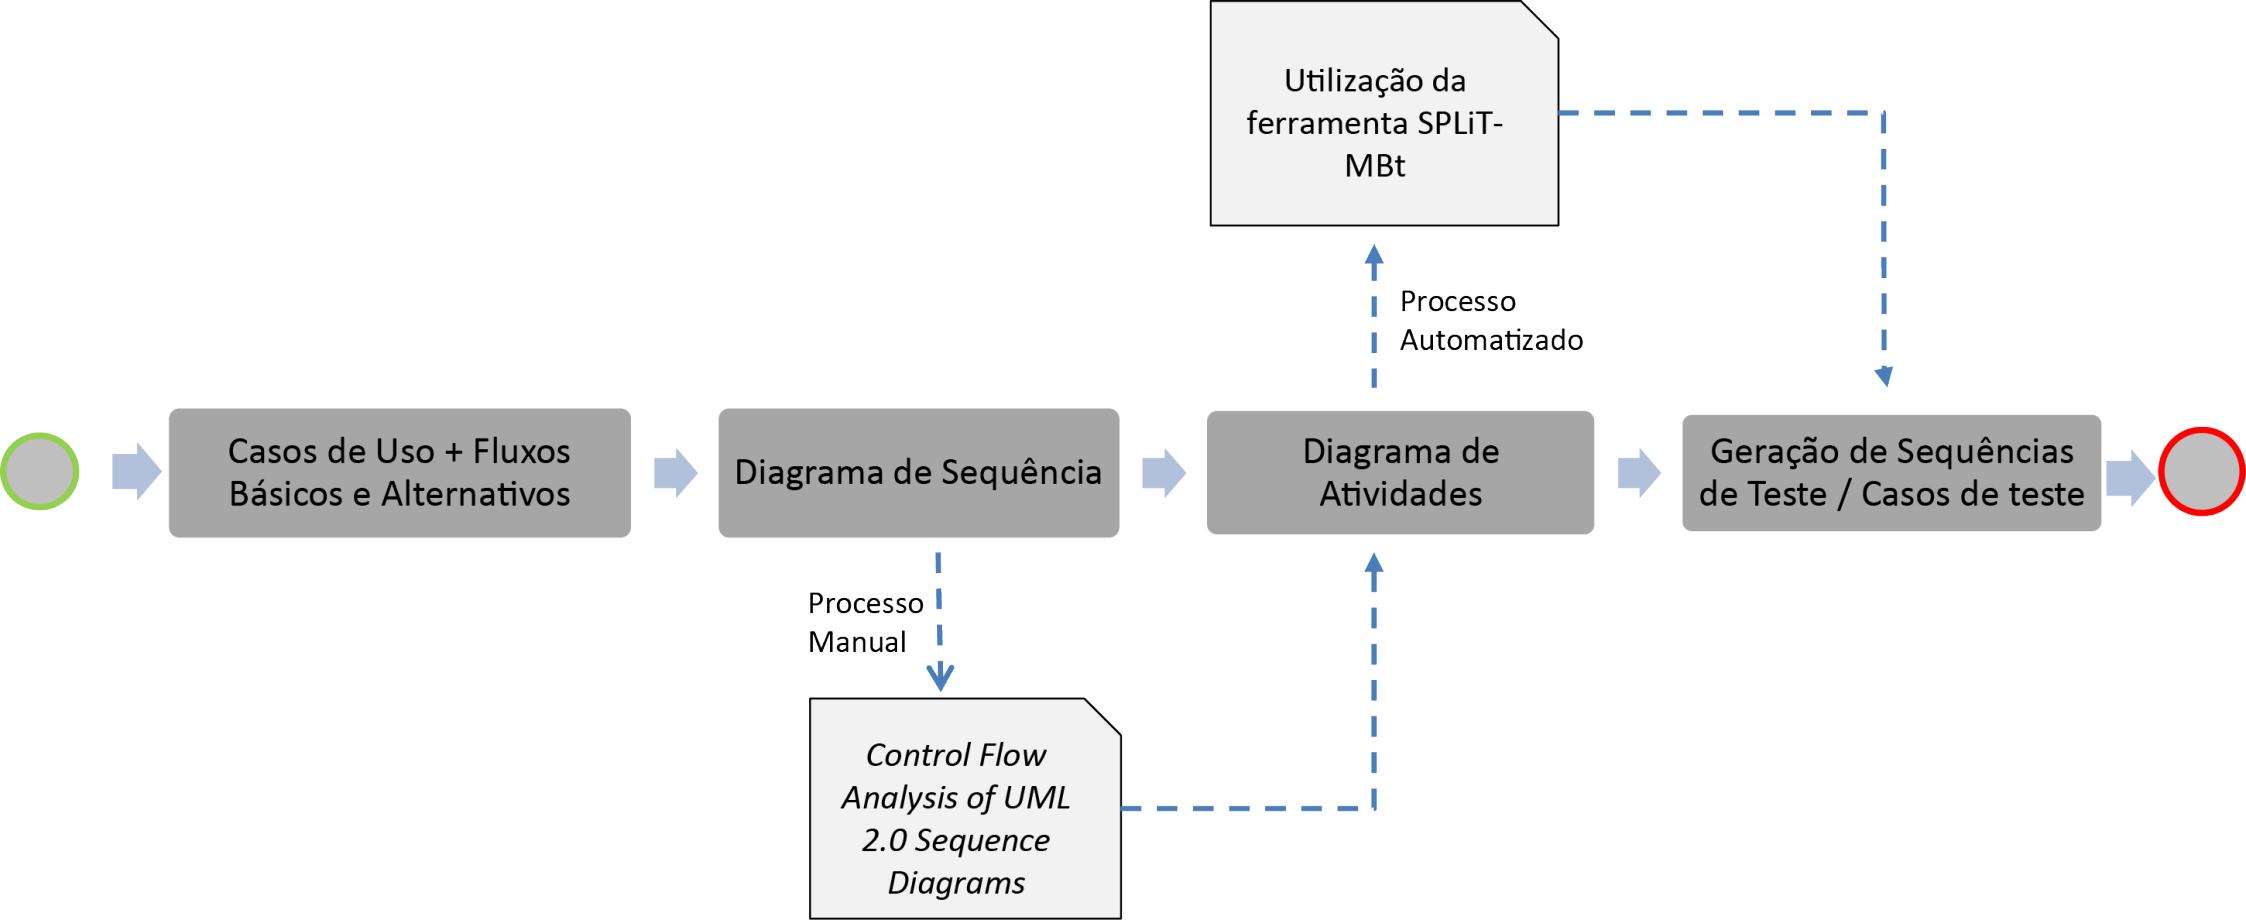 Utilização da
ferramenta SPLiT-
MBt
Processo
Automatizado
Casos de Uso + Fluxos
Básicos e Alternativos
Diagrama de Sequência
Diagrama de
Atividades
Geração de Sequências
de Teste / Casos de teste
Processo
Manual
Control Flow
Analysis of UML
2.0 Sequence
Diagrams